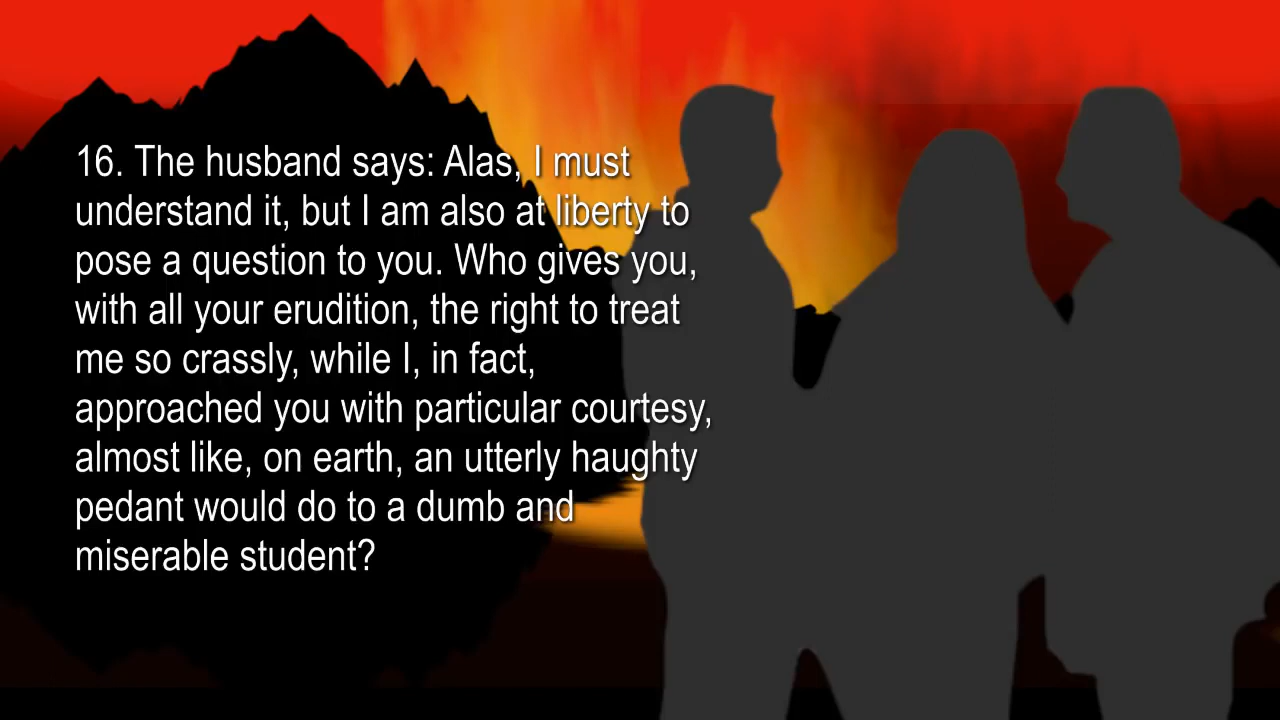 16. The husband says: Alas, I must
understand it, but I am also at liberty to
pose a question to you. Who gives you,
with all your erudition, the right to treat
me so crassly, while I, in fact,
approached you with particular courtesy,
almost like, on earth, an utterly haughty
pedant would do to a dumb and
miserable student?